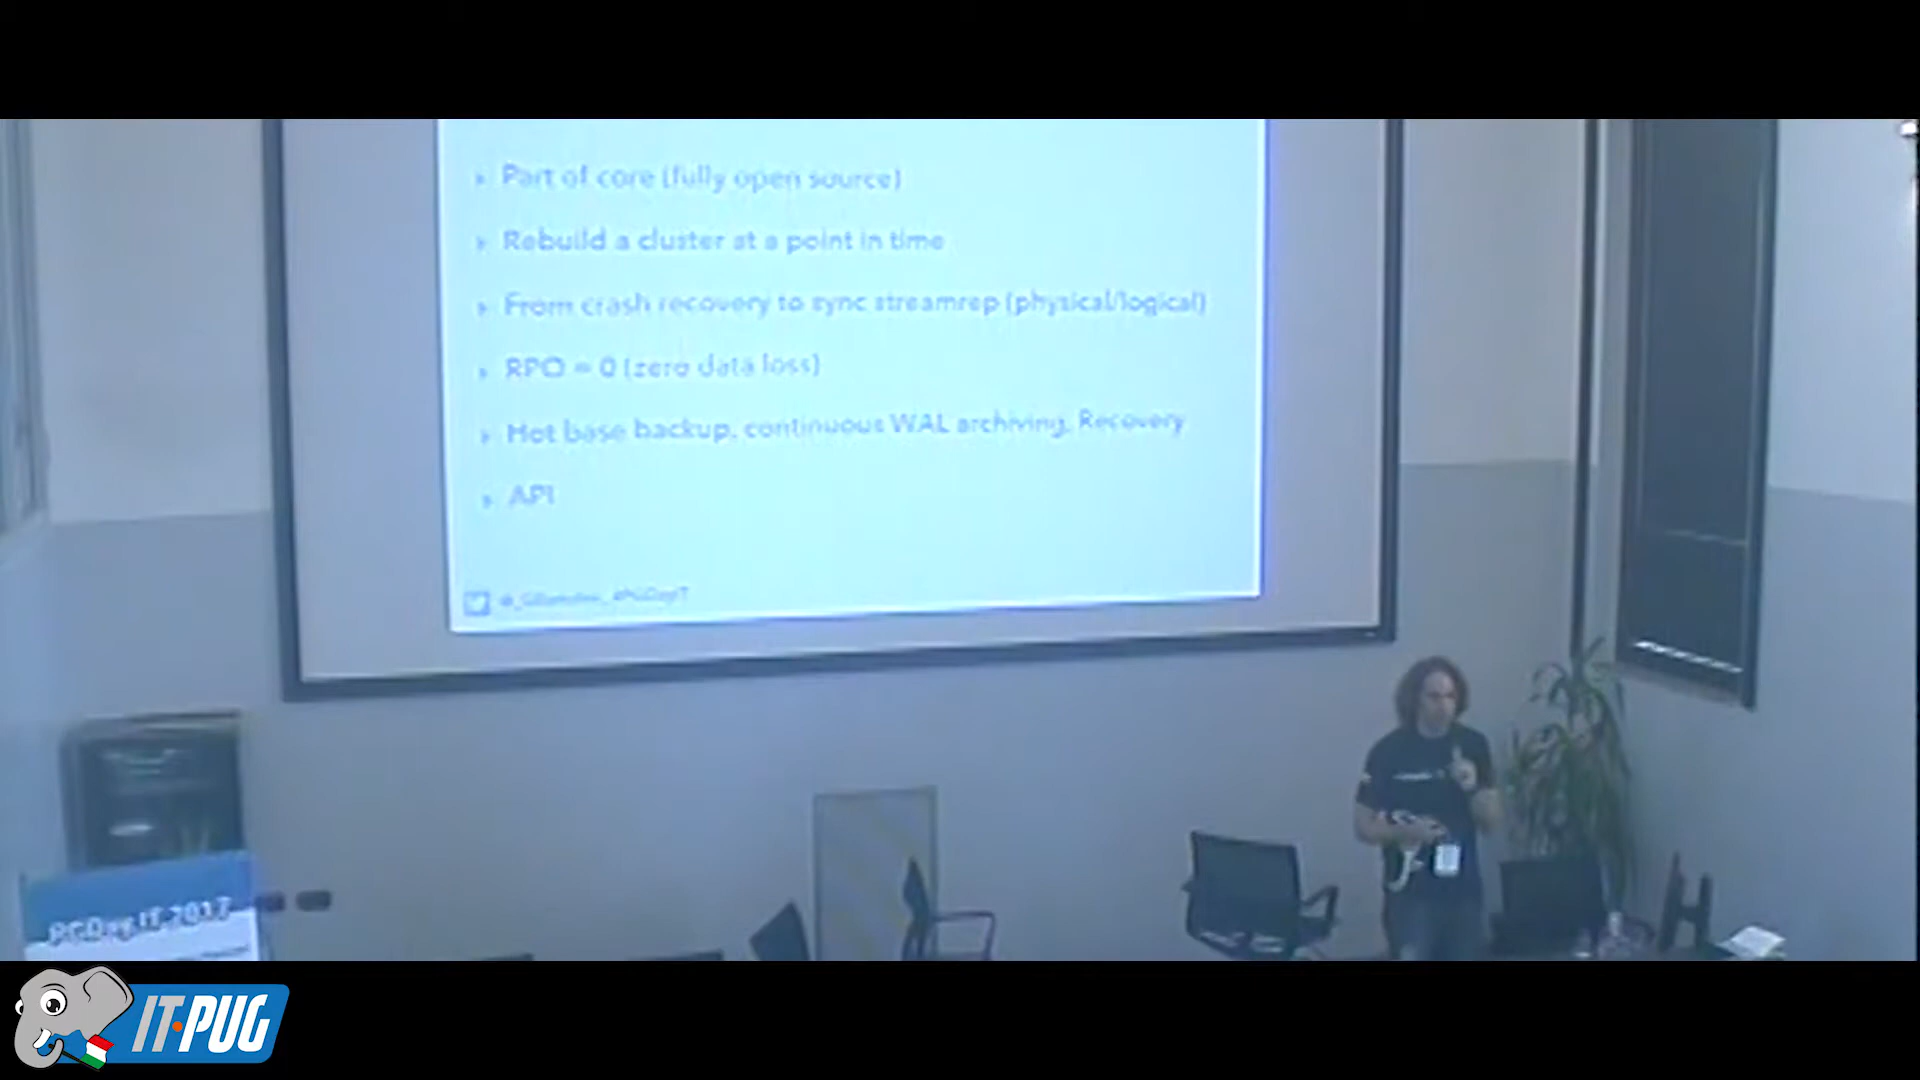 Part of core (fully open source)
Rebuild a cluster at a point in time
From crash recovery to sync streamrep (physical/logical)
RPO = 0 (zero data loss)
Hot base backup, continuous WAL archiving, Recovery
API
#PGDayIT
PGDay.IT 2017
IT-PUG